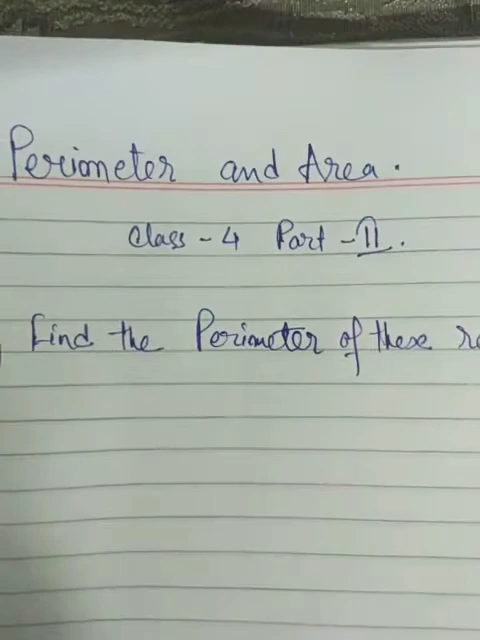 Perimeter and Area.
Class - 4 Part - II.
Find the Perimeter of these